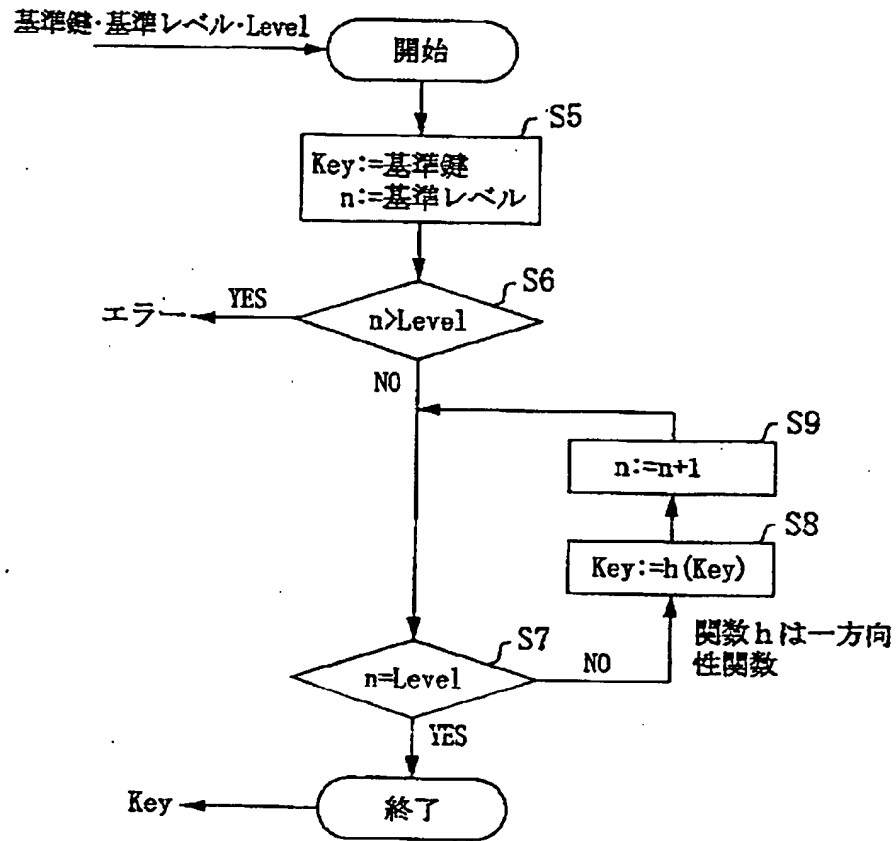 基準鍵・基準レベル・Level
開始
S5
Key:=基準鍵
n:=基準レベル
S6
エラー
YES
n>Level
NO
S9
n:=n+1
S8
Key:=h(Key)
関数hは一方向
性関数
S7
n=Level
NO
YES
Key
終了